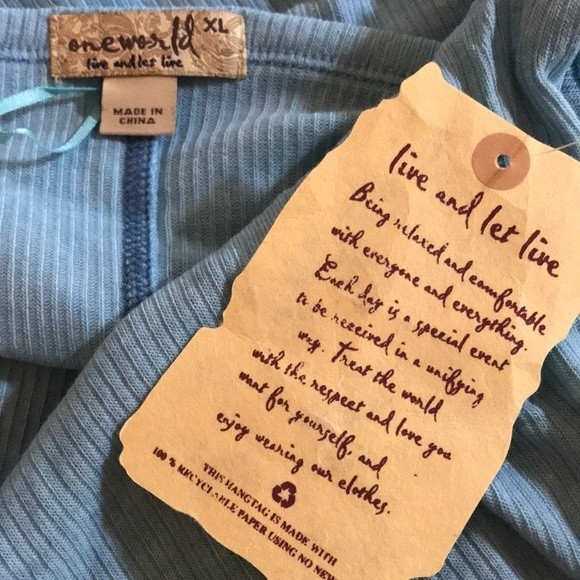 oneworld XL
live and let live
MADE IN
CHINA
live and let live
Being relaxed and comfortable
with everyone and everything.
Each day is a special event
to be received in a unifying
way. Treat the world
with the respect and love you
want for yourself, and
enjoy wearing our clothes.
THIS HANGTAG IS MADE WITH
100% RECYCLABLE PAPER USING NO NEW